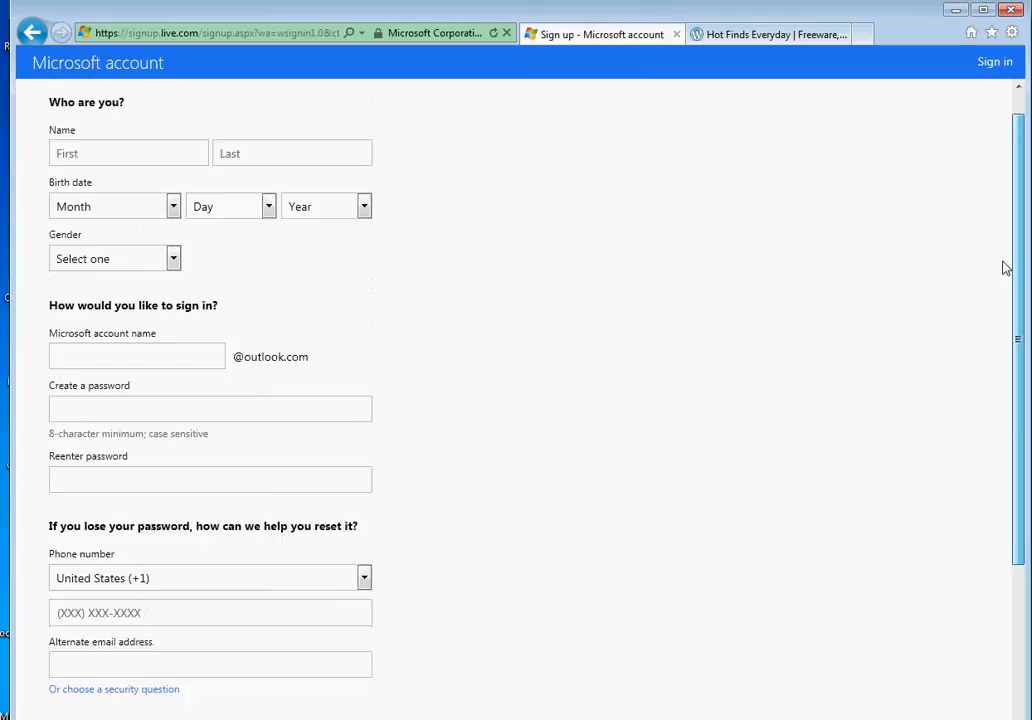 https://signup.live.com/signup.aspx?wa=wsignin1.0&ct
Microsoft Corporati...
Sign up - Microsoft account
Hot Finds Everyday | Freeware,...
Microsoft account
Sign in
Who are you?
Name
First
Last
Birth date
Month
Day
Year
Gender
Select one
How would you like to sign in?
Microsoft account name
@outlook.com
Create a password
8-character minimum; case sensitive
Reenter password
If you lose your password, how can we help you reset it?
Phone number
United States (+1)
(XXX) XXX-XXXX
Alternate email address
Or choose a security question